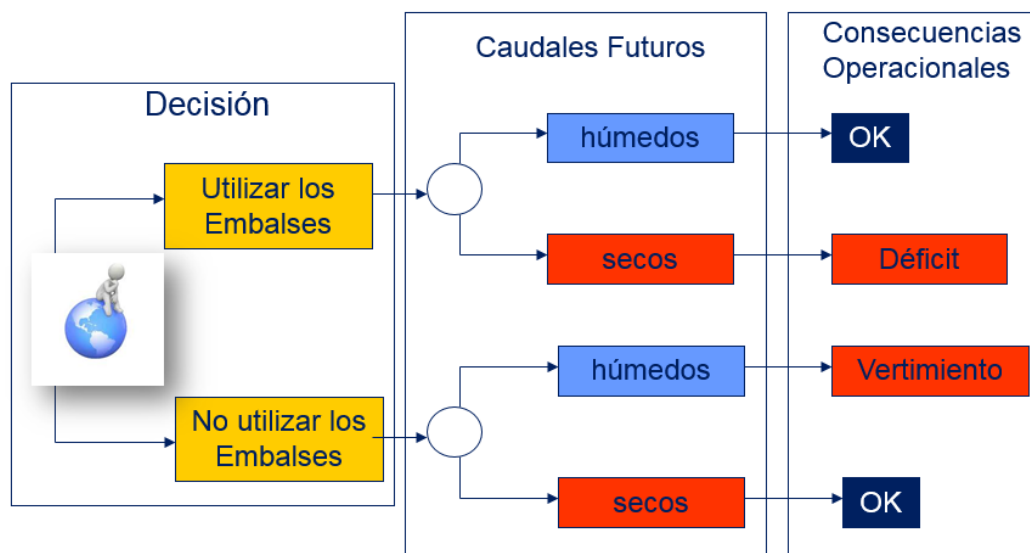 Decisión
Utilizar los
Embalses
No utilizar los
Embalses
Caudales Futuros
húmedos
secos
húmedos
secos
Consecuencias
Operacionales
OK
Déficit
Vertimiento
OK